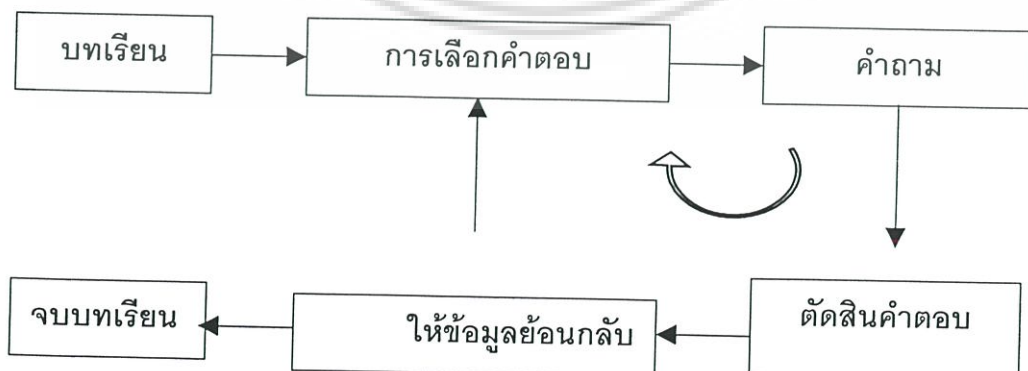 บทเรียน
การเลือกคำตอบ
คำถาม
จบบทเรียน
ให้ข้อมูลย้อนกลับ
ตัดสินคำตอบ